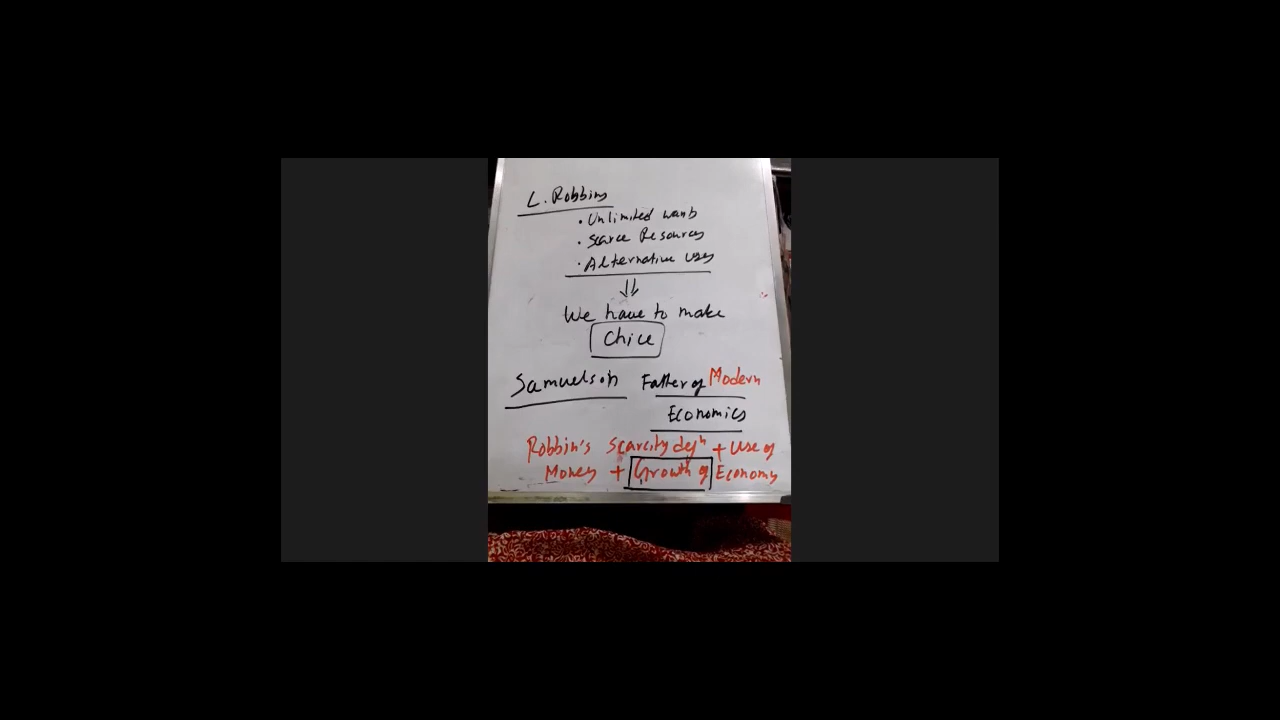 L. Robbins
• Unlimited wants
• Scarce Resources
• Alternative uses
⇓
We have to make
Chice
Samuelson Father of Modern
Economics
Robbin's scarcity defⁿ + use of
Money + Growth of Economy